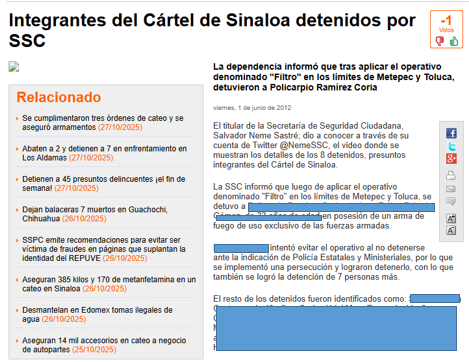 Integrantes del Cártel de Sinaloa detenidos por
SSC
-1
Votos
La dependencia informó que tras aplicar el operativo
denominado "Filtro" en los límites de Metepec y Toluca,
detuvieron a Policarpio Ramírez Coria
viernes, 1 de junio de 2012
El titular de la Secretaría de Seguridad Ciudadana,
Salvador Neme Sastré; dio a conocer a través de su
cuenta de Twitter @NemeSSC, el video donde se
muestran los detalles de los 8 detenidos, presuntos
integrantes del Cártel de Sinaloa.
La SSC informó que luego de aplicar el operativo
denominado "Filtro" en los límites de Metepec y Toluca, se
detuvo a
en posesión de un arma de
fuego de uso exclusivo de las fuerzas armadas.
intentó evitar el operativo al no detenerse
ante la indicación de Policía Estatales y Ministeriales, por lo
que se implementó una persecución y lograron detenerlo, con lo que
también se logró la detención de 7 personas más.
El resto de los detenidos fueron identificados como:
Relacionado
Se cumplimentaron tres órdenes de cateo y se
aseguró armamentos (27/10/2025)
Abaten a 2 y detienen a 7 en enfrentamiento en
Los Aldamas (27/10/2025)
Detienen a 45 presuntos delincuentes ¡el fin de
semana! (27/10/2025)
Dejan balaceras 7 muertos en Guachochi,
Chihuahua (26/10/2025)
SSPC emite recomendaciones para evitar ser
víctima de fraudes en páginas que suplantan la
identidad del REPUVE (26/10/2025)
Aseguran 385 kilos y 170 de metanfetamina en un
cateo en Sinaloa (26/10/2025)
Desmantelan en Edomex tomas ilegales de
agua (26/10/2025)
Aseguran 14 mil accesorios en cateo a negocio
de autopartes (25/10/2025)